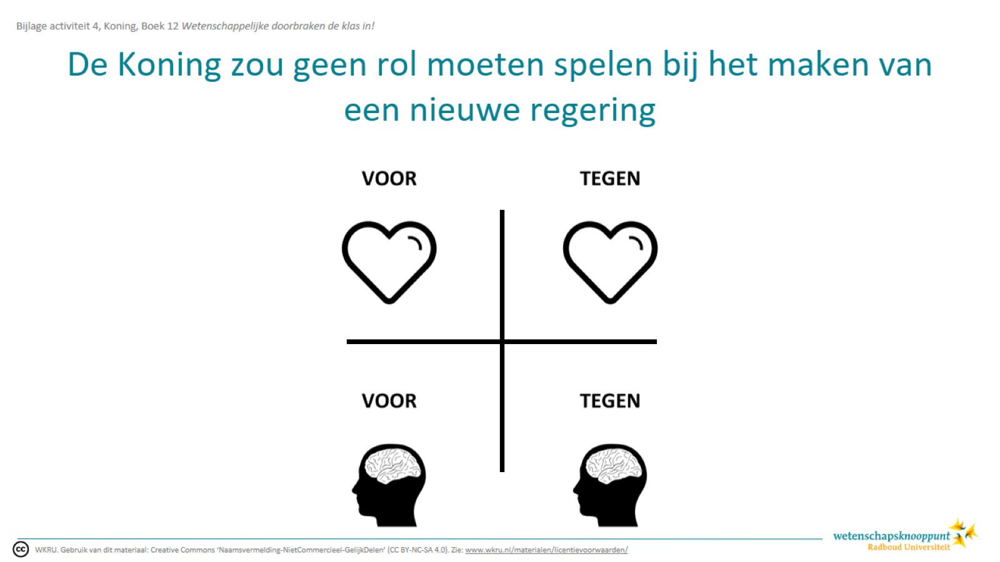 Bijlage activiteit 4, Koning, Boek 12 Wetenschappelijke doorbraken de klas in!
De Koning zou geen rol moeten spelen bij het maken van
een nieuwe regering
VOOR TEGEN
VOOR TEGEN
wetenschapsknooppunt
Radboud Universiteit
cc WKRU. Gebruik van dit materiaal: Creative Commons ‘Naamsvermelding-NietCommercieel-GelijkDelen’ (CC BY-NC-SA 4.0). Zie: www.wkru.nl/materialen/licentievoorwaarden/